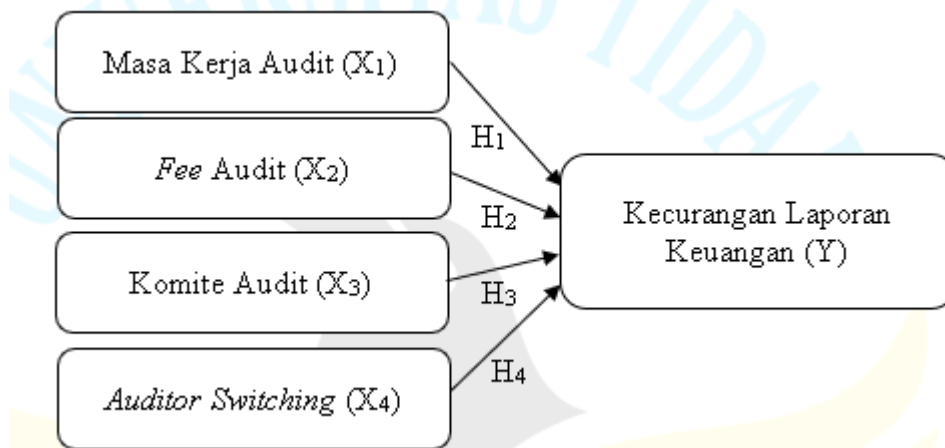 Masa Kerja Audit (X₁)
H₁
Fee Audit (X₂)
H₂
Kecurangan Laporan
Keuangan (Y)
Komite Audit (X₃)
H₃
Auditor Switching (X₄)
H₄